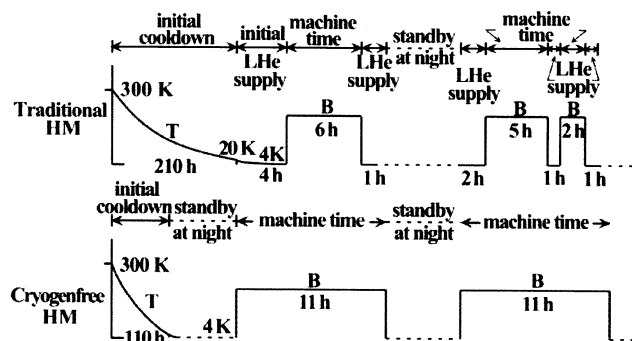 machine
initial initial machine standby time
cooldown time
LHe LHe at night LHe LHe
supply supply supply supply
300 K
B B B
Traditional T 6 h 5 h 2 h
HM 20 K 4K
210 h 4 h 1 h 2 h 1 h 1 h
initial
cooldown standby machine time standby machine time
at night at night
300 K
T B B
Cryogenfree 11 h 11 h
HM 4 K
110 h